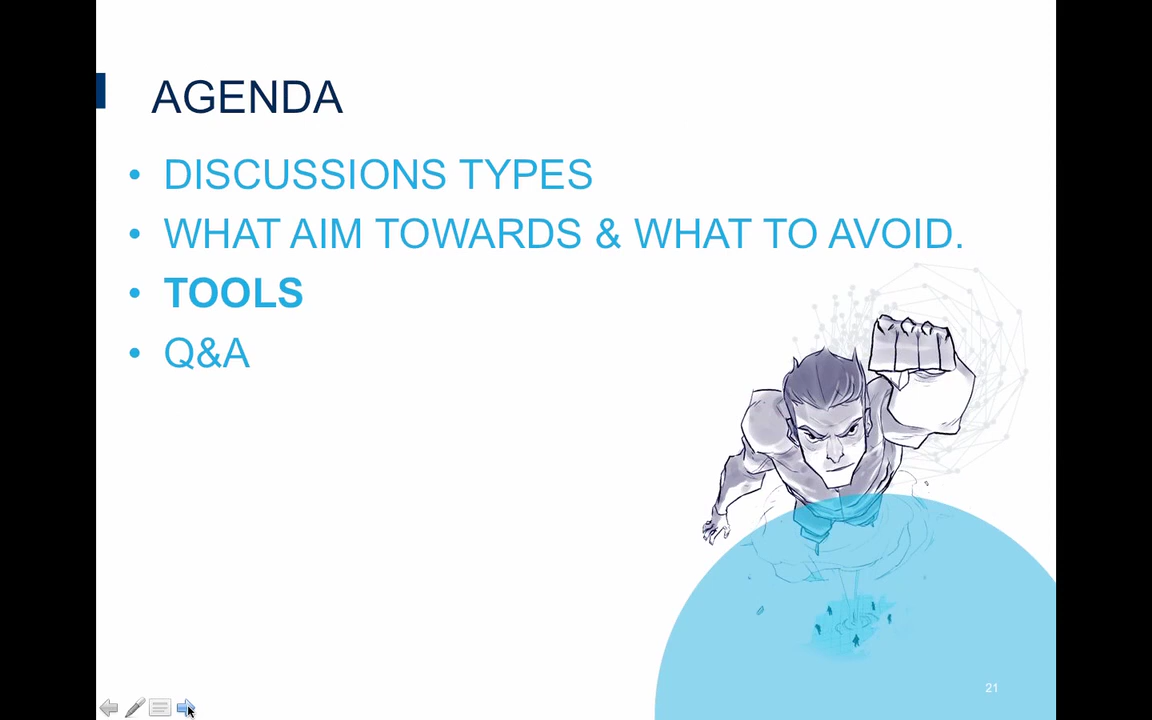 AGENDA
• DISCUSSIONS TYPES
• WHAT AIM TOWARDS & WHAT TO AVOID.
• TOOLS
• Q&A
21